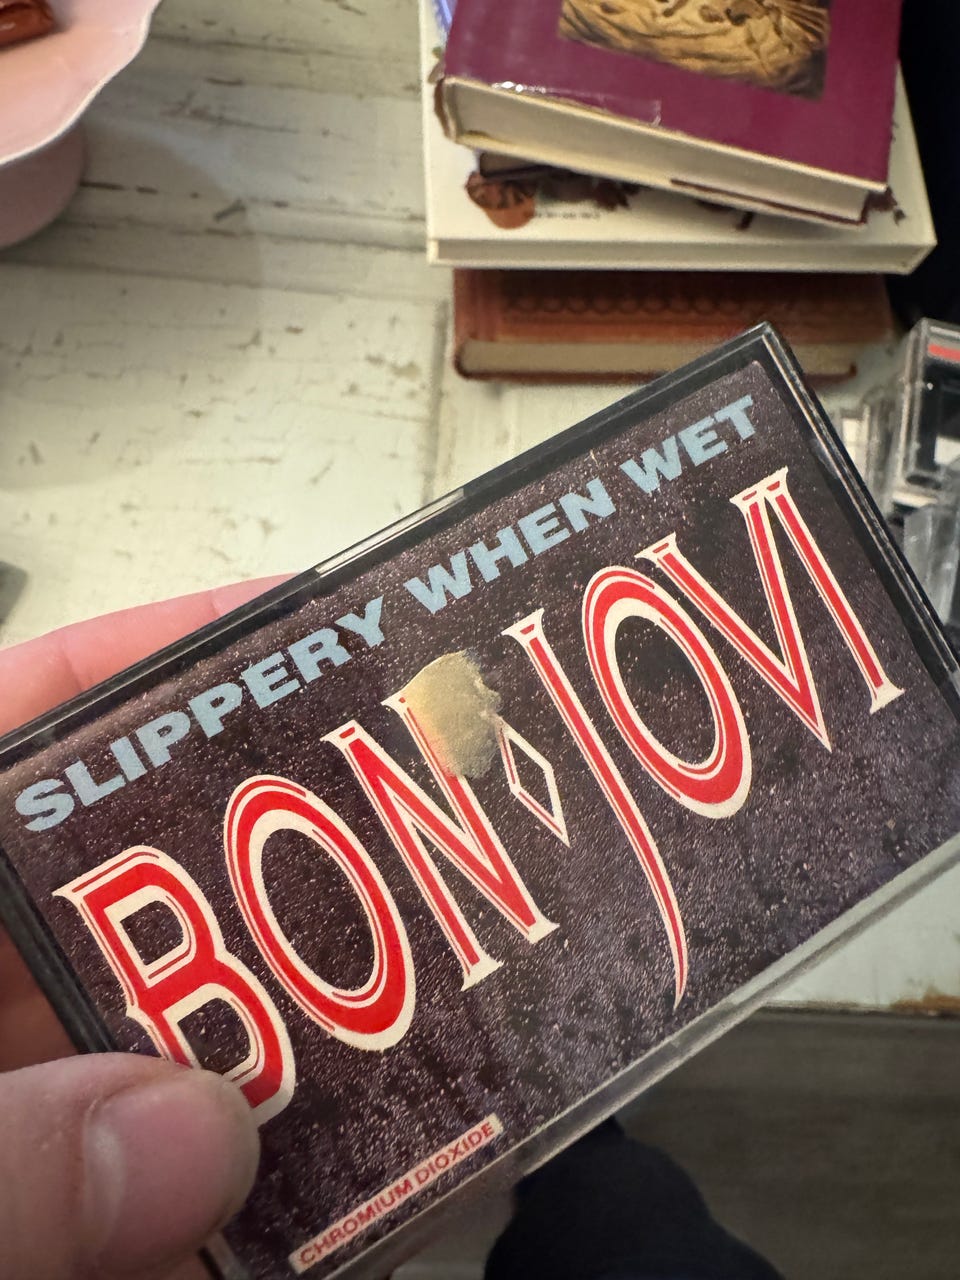 SLIPPERY WHEN WET
BON JOVI
CHROMIUM DIOXIDE